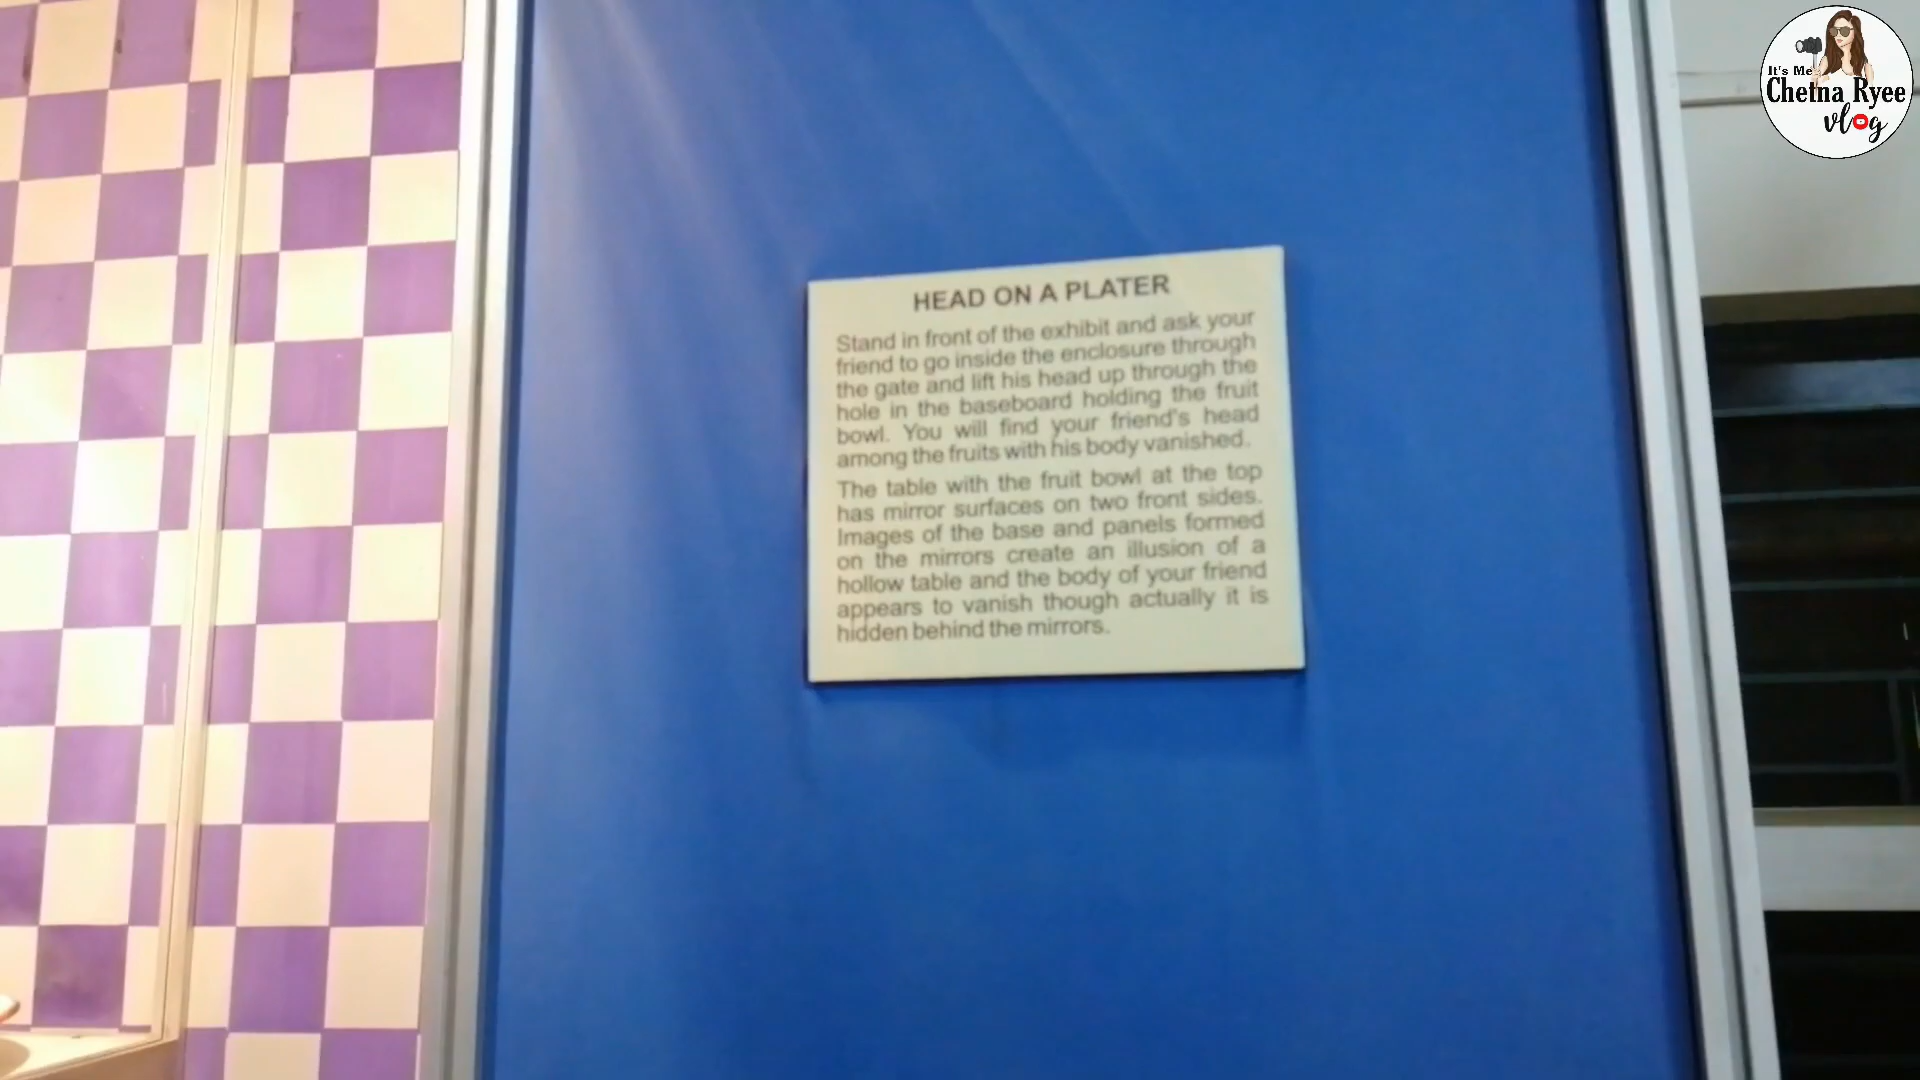 HEAD ON A PLATER
Stand in front of the exhibit and ask your
friend to go inside the enclosure through
the gate and lift his head up through the
hole in the baseboard holding the fruit
bowl. You will find your friend's head
among the fruits with his body vanished.
The table with the fruit bowl at the top
has mirror surfaces on two front sides.
Images of the base and panels formed
on the mirrors create an illusion of a
hollow table and the body of your friend
appears to vanish though actually it is
hidden behind the mirrors.
It's Me
Chetna Ryee
vlog